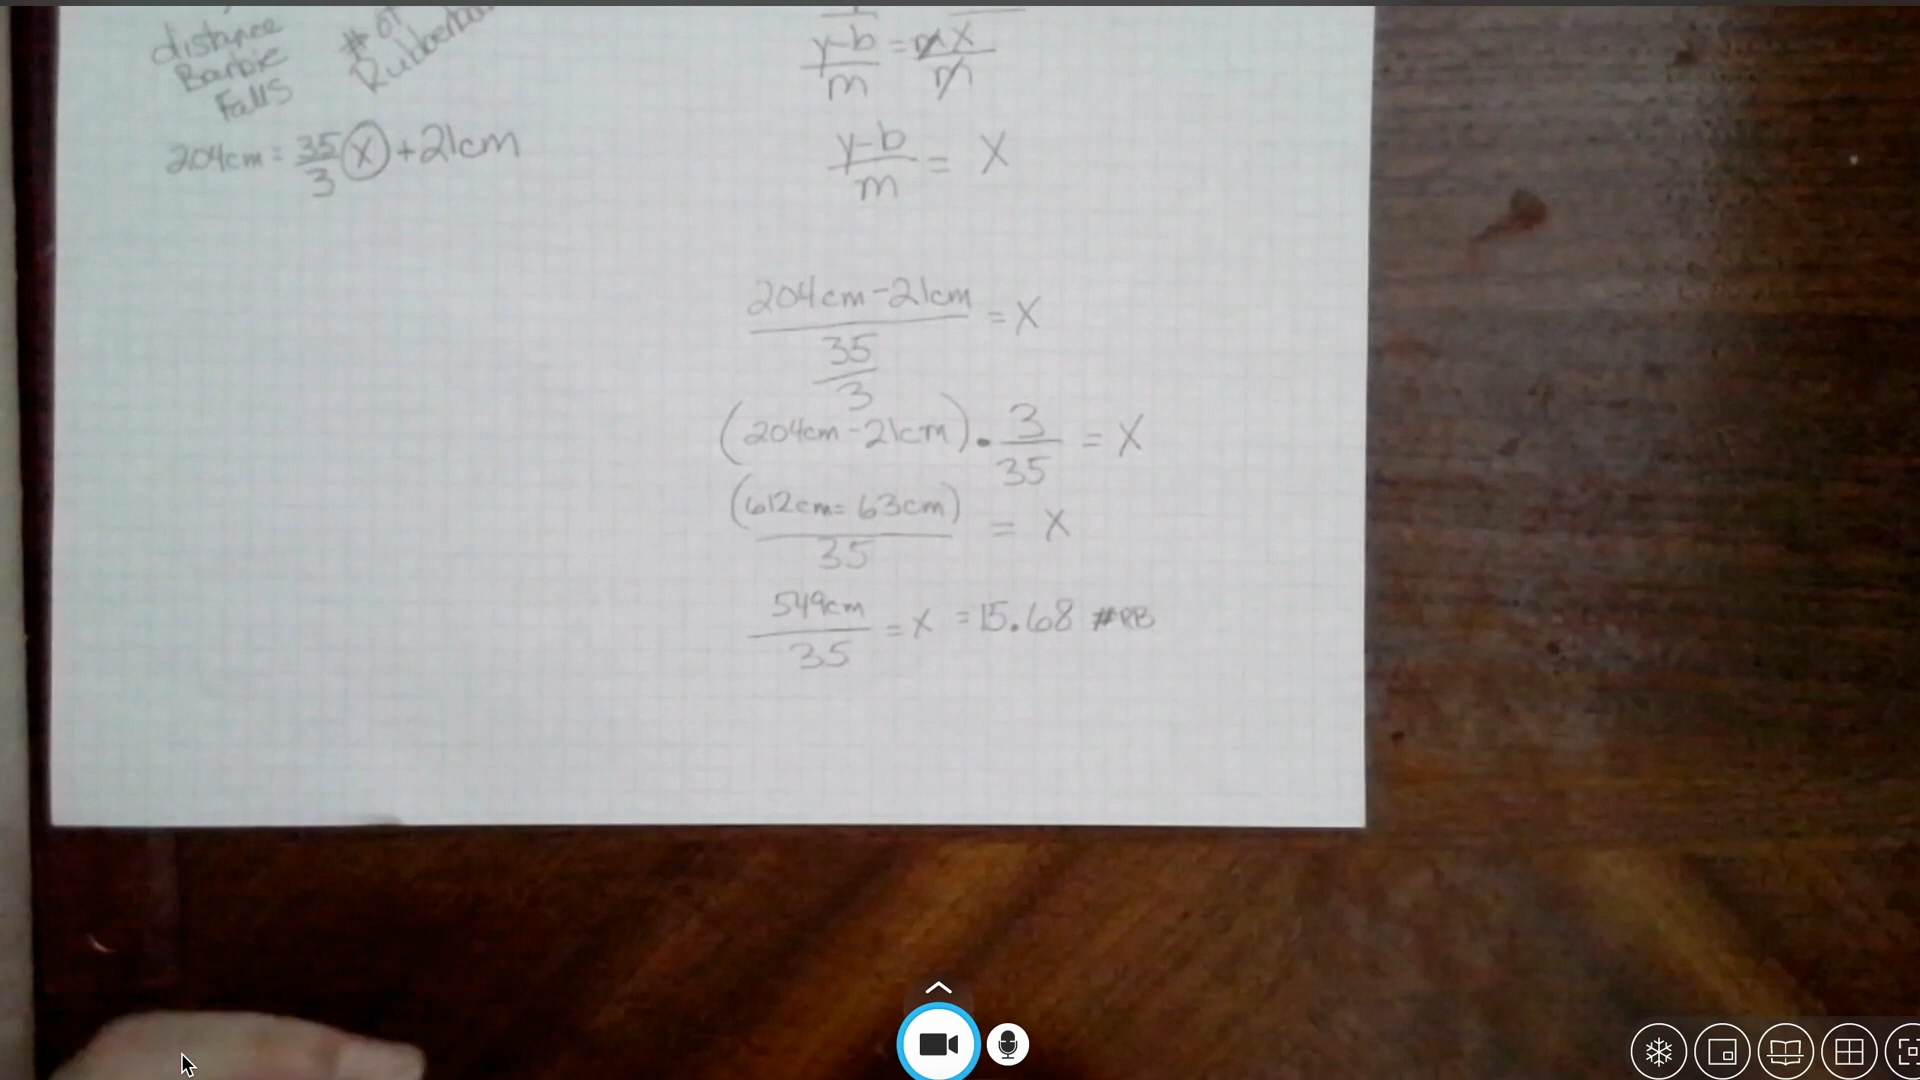 distance
Barbie
Falls
# of
204cm = 35/3 (x) + 21cm
y-b/m = mx/m
y-b/m = x
204cm - 21cm / 35/3 = x
(204cm - 21cm) • 3/35 = x
(612cm = 63cm) / 35 = x
549cm / 35 = x = 15.68 #RB